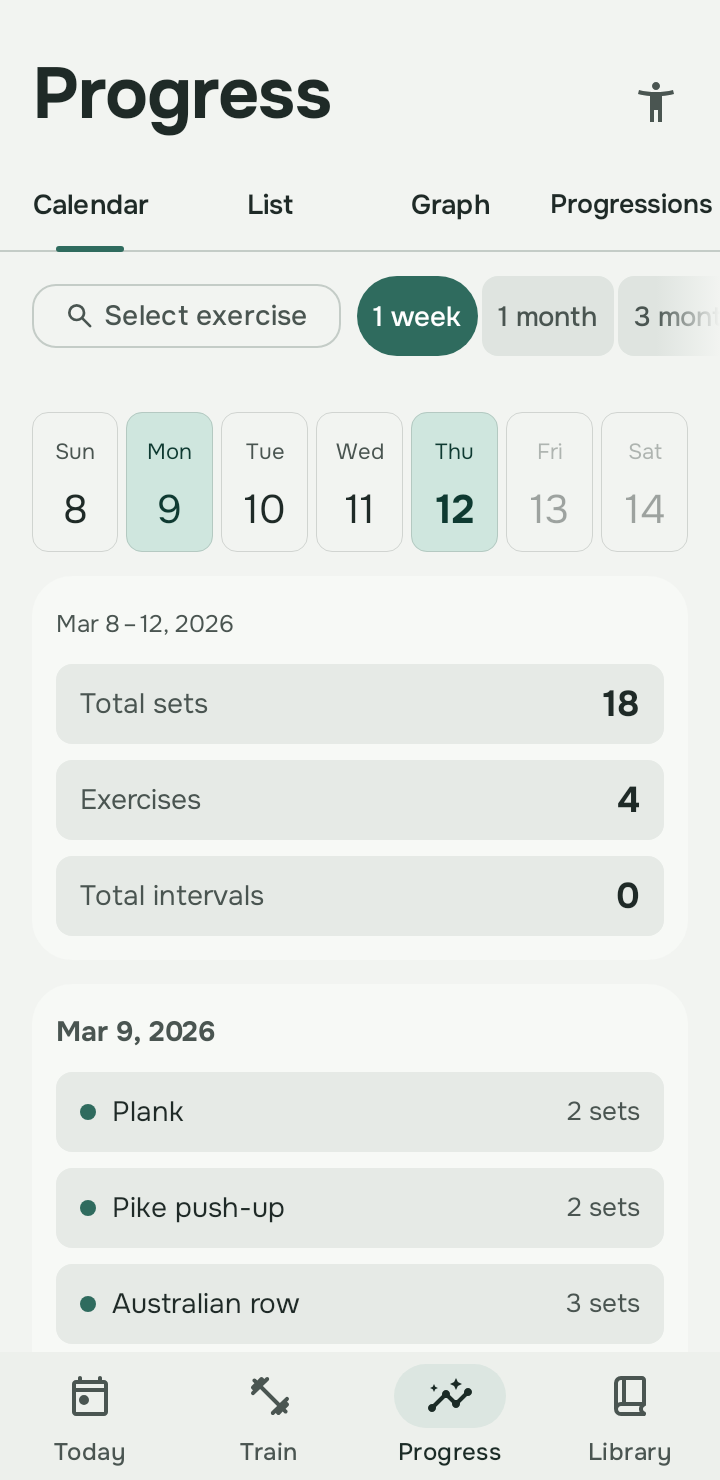 Progress
Calendar List Graph Progressions
Select exercise 1 week 1 month 3 mont
Sun Mon Tue Wed Thu Fri Sat
8 9 10 11 12 13 14
Mar 8 – 12, 2026
Total sets 18
Exercises 4
Total intervals 0
Mar 9, 2026
Plank 2 sets
Pike push-up 2 sets
Australian row 3 sets
Today Train Progress Library